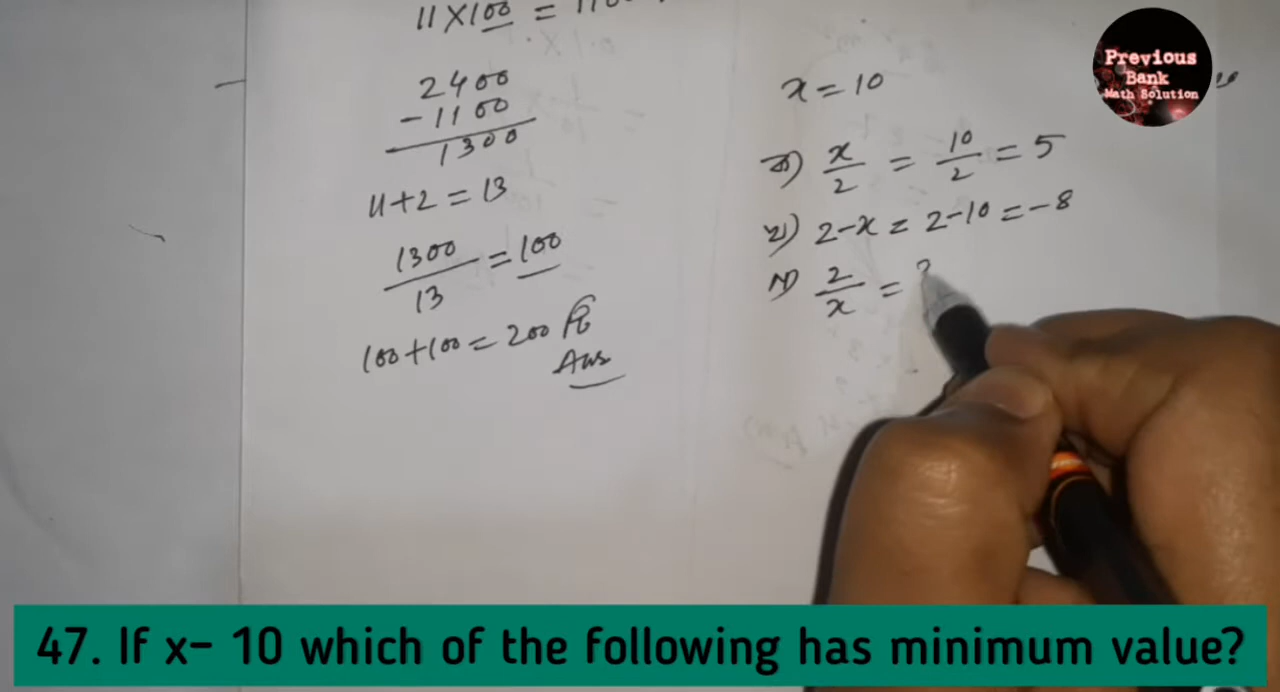 11 × 100 = 1100
2400
- 1100
1300
11 + 2 = 13
1300/13 = 100
100 + 100 = 200
Ans
Previous
Bank
Math Solution
x = 10
ক) x/2 = 10/2 = 5
খ) 2 - x = 2 - 10 = -8
গ) 2/x = 2
47. If x– 10 which of the following has minimum value?